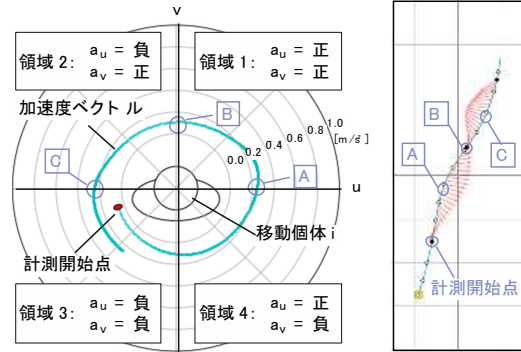 v
領域 2: a_u = 負
a_v = 正
領域 1: a_u = 正
a_v = 正
加速度ベクトル
B
C
A
0.0 0.2 0.4 0.6 0.8 1.0
[m/s²]
u
移動個体 i
計測開始点
領域 3: a_u = 負
a_v = 負
領域 4: a_u = 正
a_v = 負
B
C
A
計測開始点